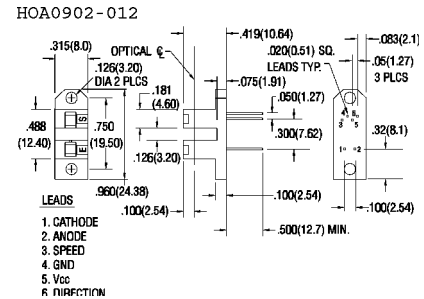 HOA0902-012
.315(8.0)
OPTICAL ℄
.419(10.64)
.020(0.51) SQ.
LEADS TYP.
.083(2.1)
.126(3.20)
DIA 2 PLCS
.075(1.91)
.05(1.27)
3 PLCS
.181
(4.60)
.050(1.27)
S
.488
(12.40)
.750
(19.50)
.300(7.62)
3 5
.32(8.1)
E
.126(3.20)
1 2
.960(24.38)
.100(2.54)
.100(2.54)
.100(2.54)
.500(12.7) MIN.
LEADS
1. CATHODE
2. ANODE
3. SPEED
4. GND
5. Vcc
6. DIRECTION